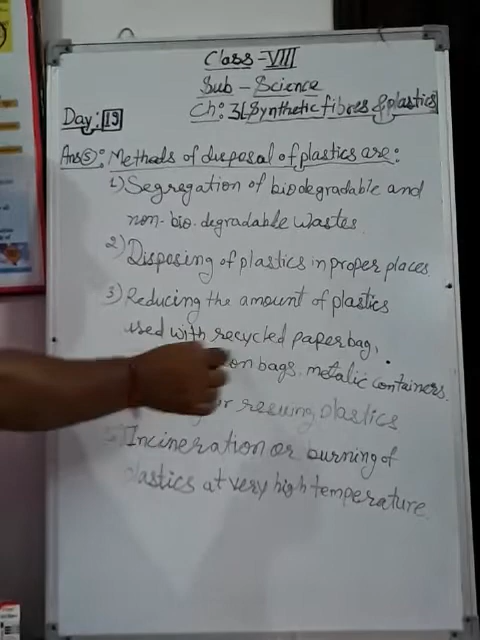 Class - VIII
Sub - Science
Ch: 3 Synthetic fibres & plastics
Day: 19
Ans(5): Methods of disposal of plastics are:
1) Segregation of biodegradable and
non-bio.degradable wastes
2) Disposing of plastics in proper places.
3) Reducing the amount of plastics
used with recycled paper bag,
on bags, metalic containers.
or reusing plastics
Incineration or burning of
plastics at very high temperature.